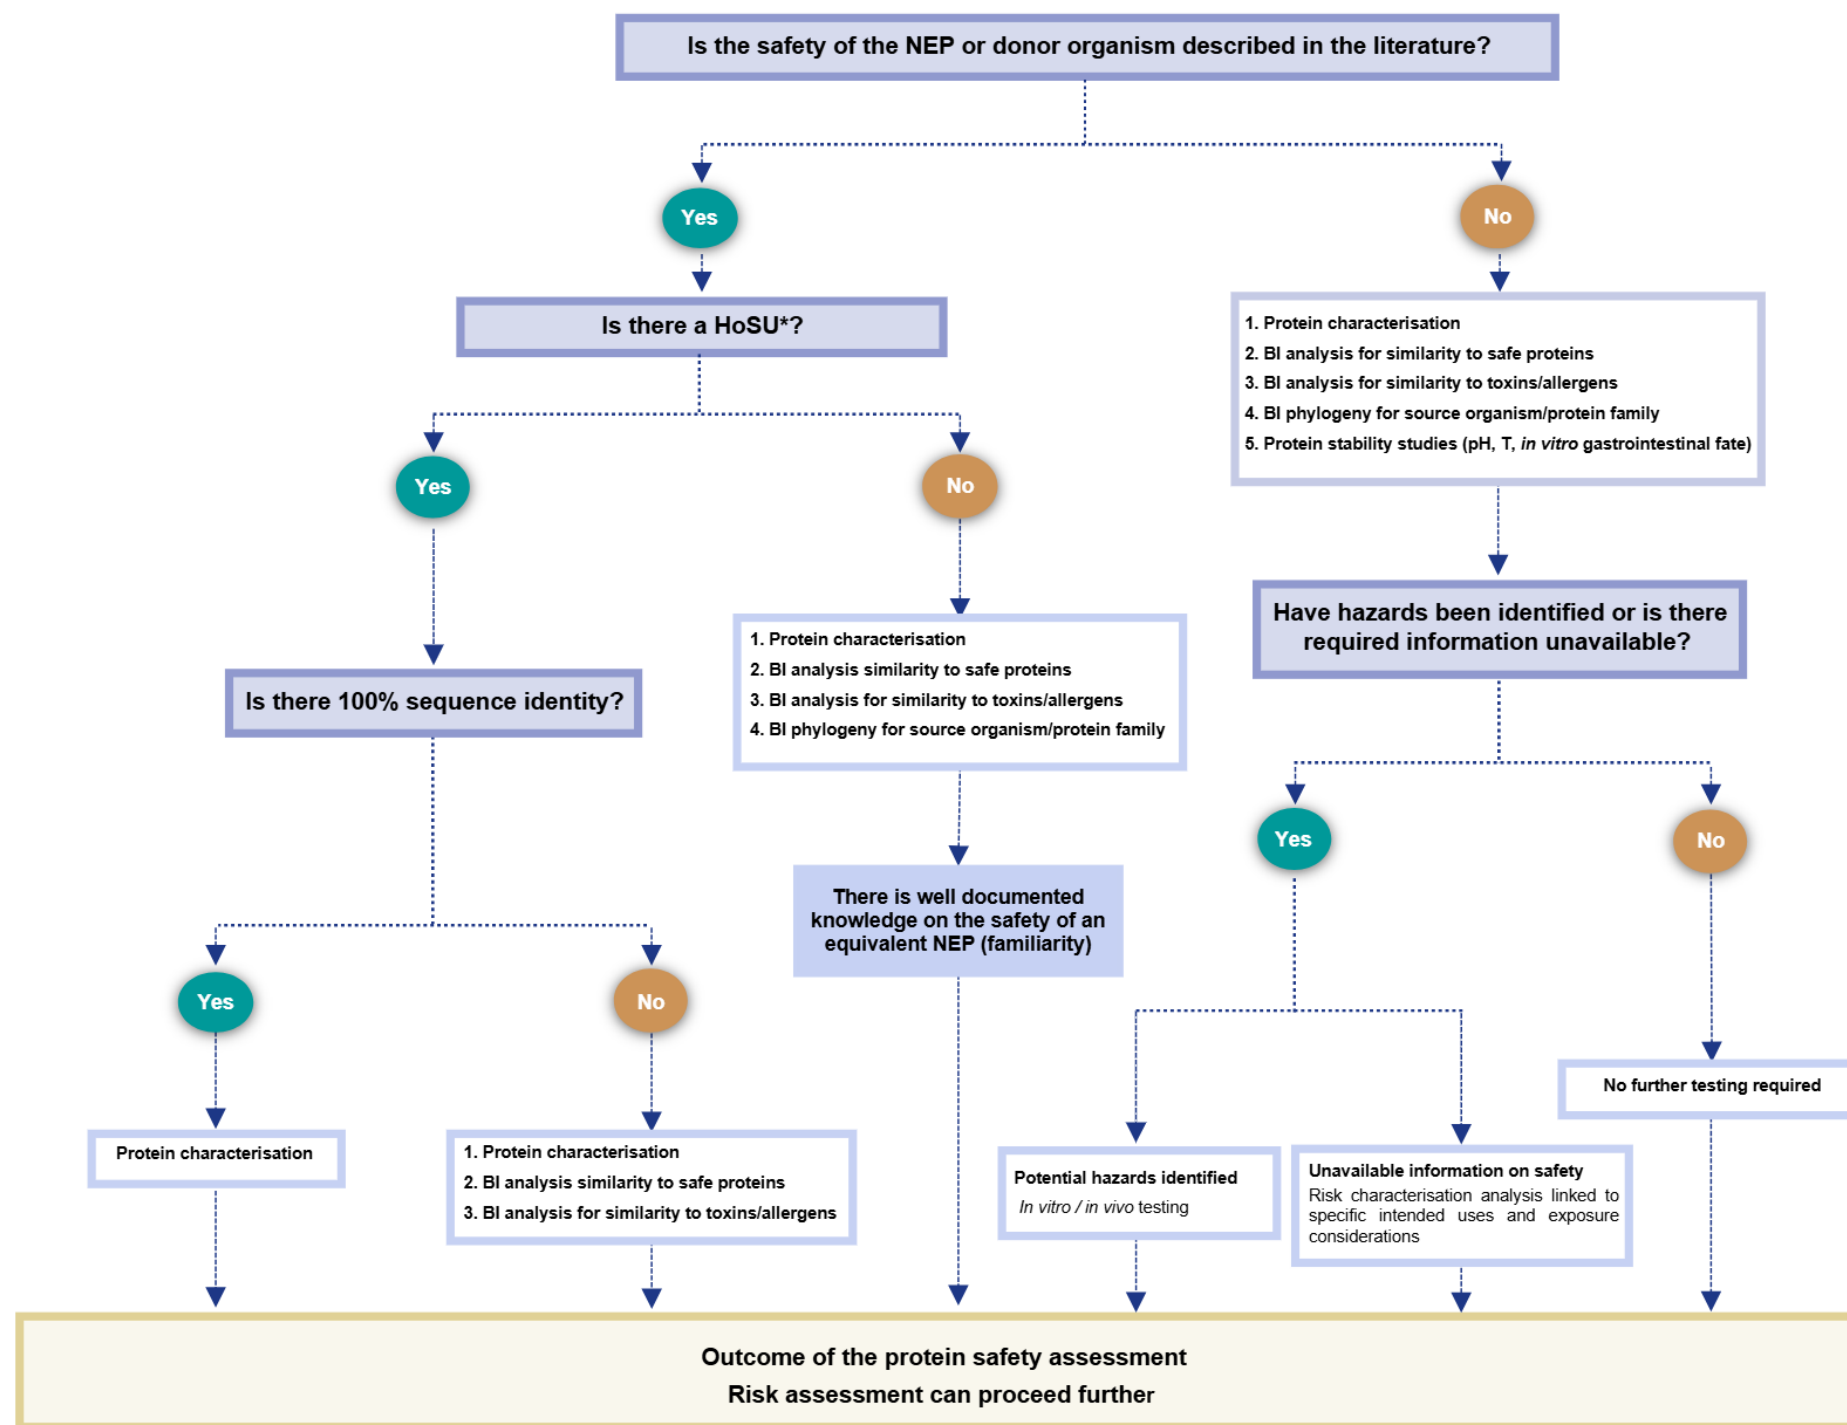 Is the safety of the NEP or donor organism described in the literature?
Yes
No
Is there a HoSU*?
1. Protein characterisation
2. BI analysis for similarity to safe proteins
3. BI analysis for similarity to toxins/allergens
4. BI phylogeny for source organism/protein family
5. Protein stability studies (pH, T, in vitro gastrointestinal fate)
Yes
No
Have hazards been identified or is there
required information unavailable?
1. Protein characterisation
2. BI analysis similarity to safe proteins
3. BI analysis for similarity to toxins/allergens
4. BI phylogeny for source organism/protein family
Is there 100% sequence identity?
Yes
No
There is well documented
knowledge on the safety of an
equivalent NEP (familiarity)
Yes
No
No further testing required
Protein characterisation
1. Protein characterisation
2. BI analysis similarity to safe proteins
3. BI analysis for similarity to toxins/allergens
Potential hazards identified
In vitro / in vivo testing
Unavailable information on safety
Risk characterisation analysis linked to
specific intended uses and exposure
considerations
Outcome of the protein safety assessment
Risk assessment can proceed further